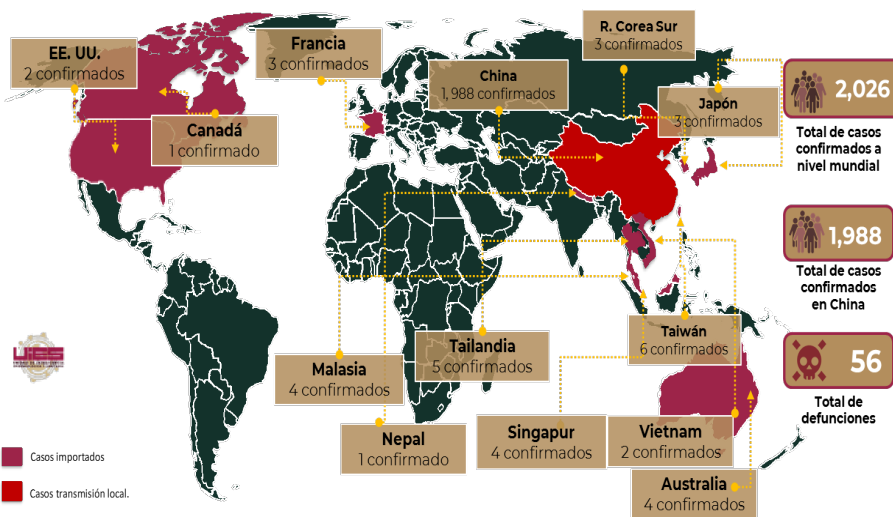 EE. UU.
2 confirmados
Canadá
1 confirmado
Francia
3 confirmados
China
1,988 confirmados
R. Corea Sur
3 confirmados
Japón
3 confirmados
2,026
Total de casos
confirmados a
nivel mundial
1,988
Total de casos
confirmados
en China
56
Total de
defunciones
Malasia
4 confirmados
Tailandia
5 confirmados
Taiwán
6 confirmados
Nepal
1 confirmado
Singapur
4 confirmados
Vietnam
2 confirmados
Australia
4 confirmados
UIES
Casos importados
Casos transmisión local.